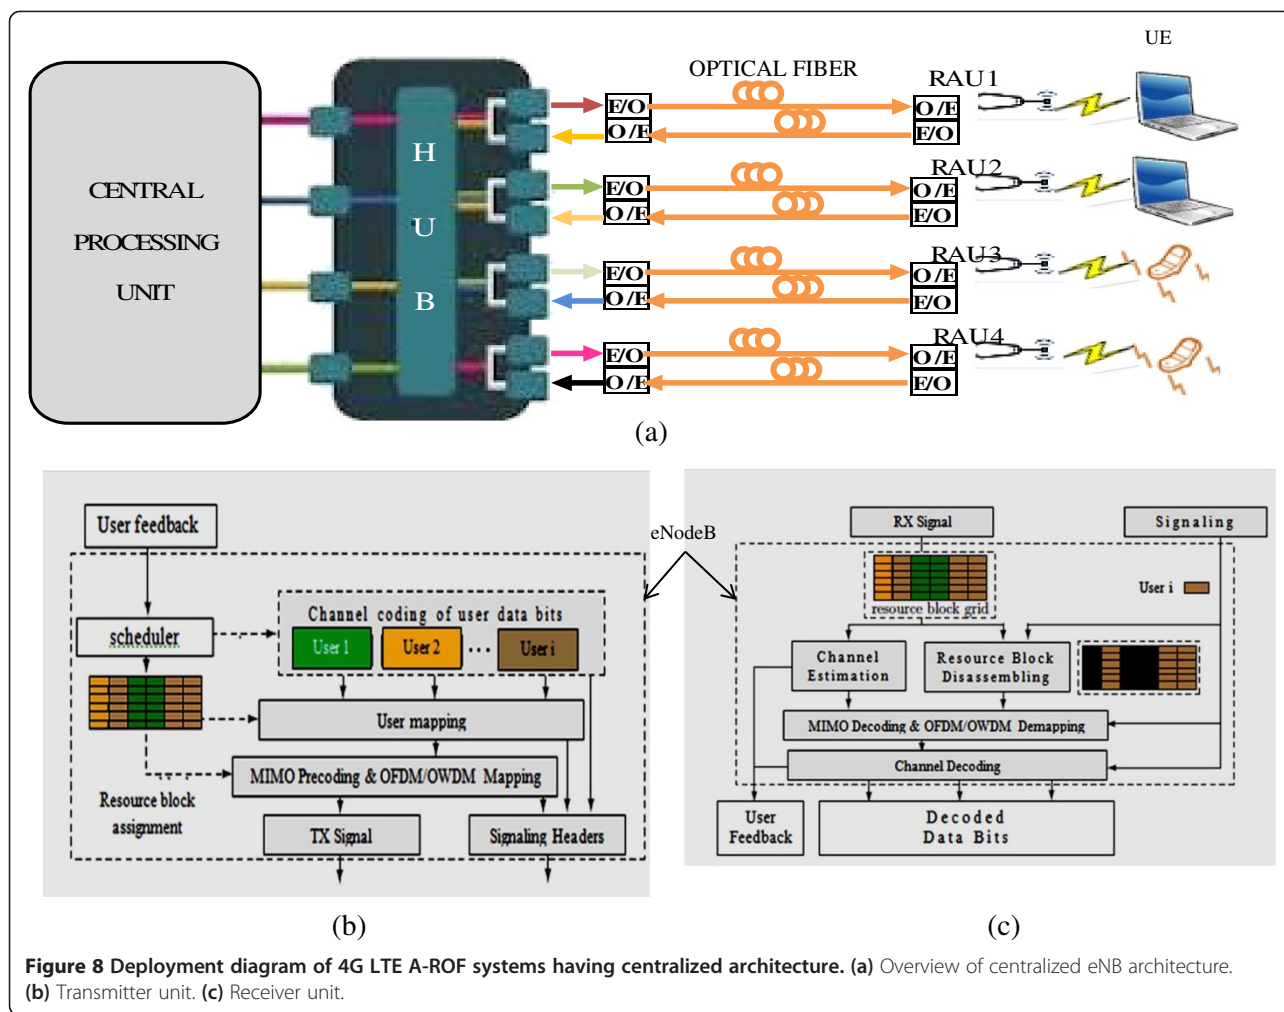 UE
OPTICAL FIBER
RAU1
E/O
O/E
O/E
E/O
RAU2
E/O
O/E
O/E
E/O
RAU3
E/O
O/E
O/E
E/O
RAU4
E/O
O/E
O/E
E/O
CENTRAL
PROCESSING
UNIT
H
U
B
(a)
User feedback
scheduler
Channel coding of user data bits
User 1
User 2
...
User i
User mapping
MIMO Precoding & OFDM/OWDM Mapping
Resource block
assignment
TX Signal
Signaling Headers
eNodeB
RX Signal
Signaling
resource block grid
User i
Channel
Estimation
Resource Block
Disassembling
MIMO Decoding & OFDM/OWDM Demapping
Channel Decoding
User
Feedback
Decoded
Data Bits
(b)
(c)
Figure 8 Deployment diagram of 4G LTE A-ROF systems having centralized architecture. (a) Overview of centralized eNB architecture.
(b) Transmitter unit. (c) Receiver unit.